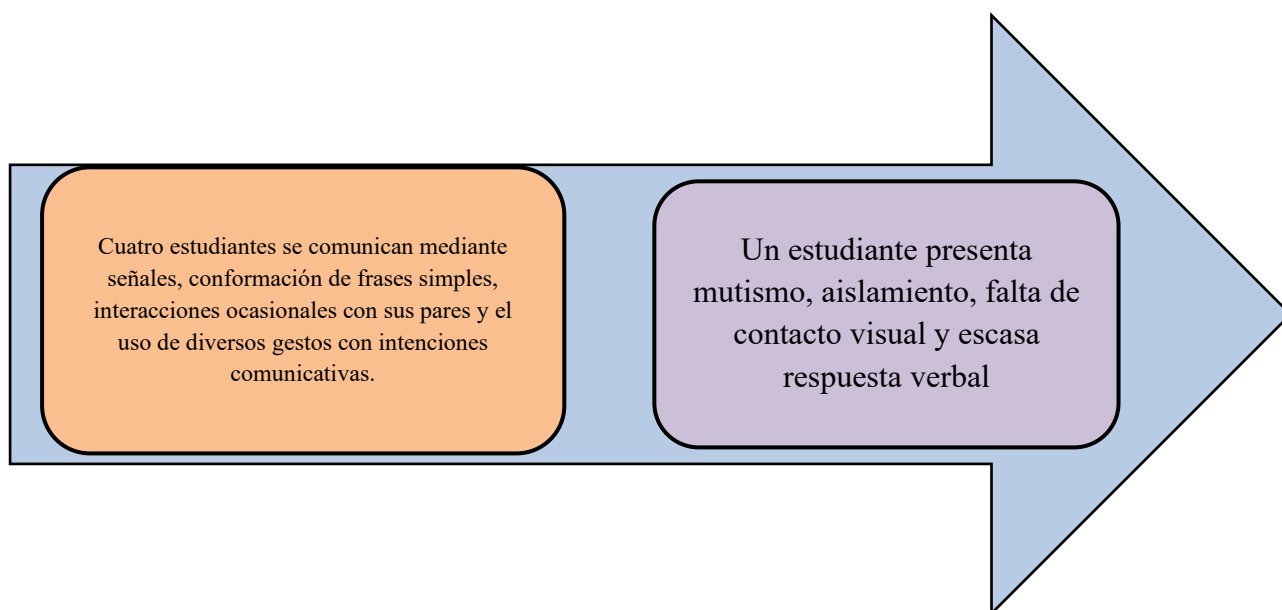 Cuatro estudiantes se comunican mediante
señales, conformación de frases simples,
interacciones ocasionales con sus pares y el
uso de diversos gestos con intenciones
comunicativas.
Un estudiante presenta
mutismo, aislamiento, falta de
contacto visual y escasa
respuesta verbal